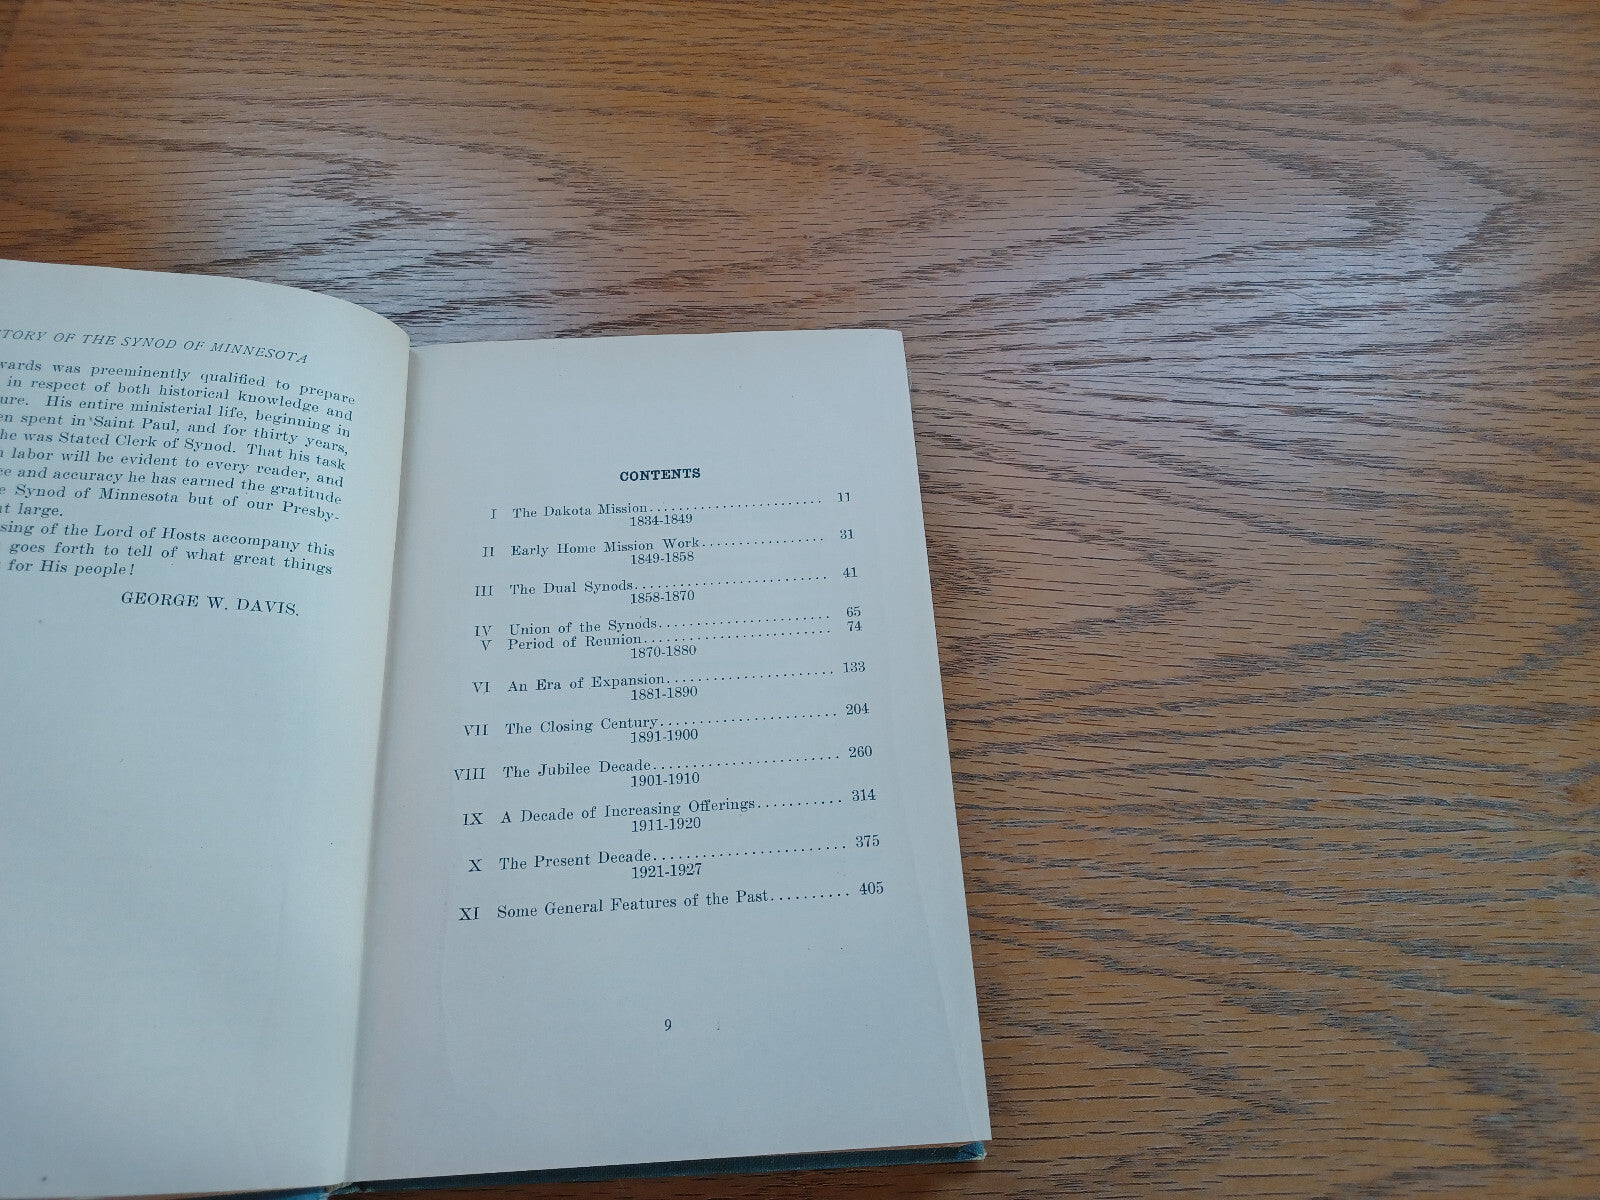 STORY OF THE SYNOD OF MINNESOTA
wards was preeminently qualified to prepare
in respect of both historical knowledge and
ure. His entire ministerial life, beginning in
en spent in Saint Paul, and for thirty years,
he was Stated Clerk of Synod. That his task
labor will be evident to every reader, and
ce and accuracy he has earned the gratitude
e Synod of Minnesota but of our Presby-
at large.
sing of the Lord of Hosts accompany this
goes forth to tell of what great things
for His people!
GEORGE W. DAVIS.
CONTENTS
I The Dakota Mission....................... 11
1834-1849
II Early Home Mission Work................. 31
1849-1858
III The Dual Synods......................... 41
1858-1870
IV Union of the Synods...................... 65
V Period of Reunion......................... 74
1870-1880
VI An Era of Expansion...................... 133
1881-1890
VII The Closing Century....................... 204
1891-1900
VIII The Jubilee Decade....................... 260
1901-1910
IX A Decade of Increasing Offerings........... 314
1911-1920
X The Present Decade........................ 375
1921-1927
XI Some General Features of the Past.......... 405
9